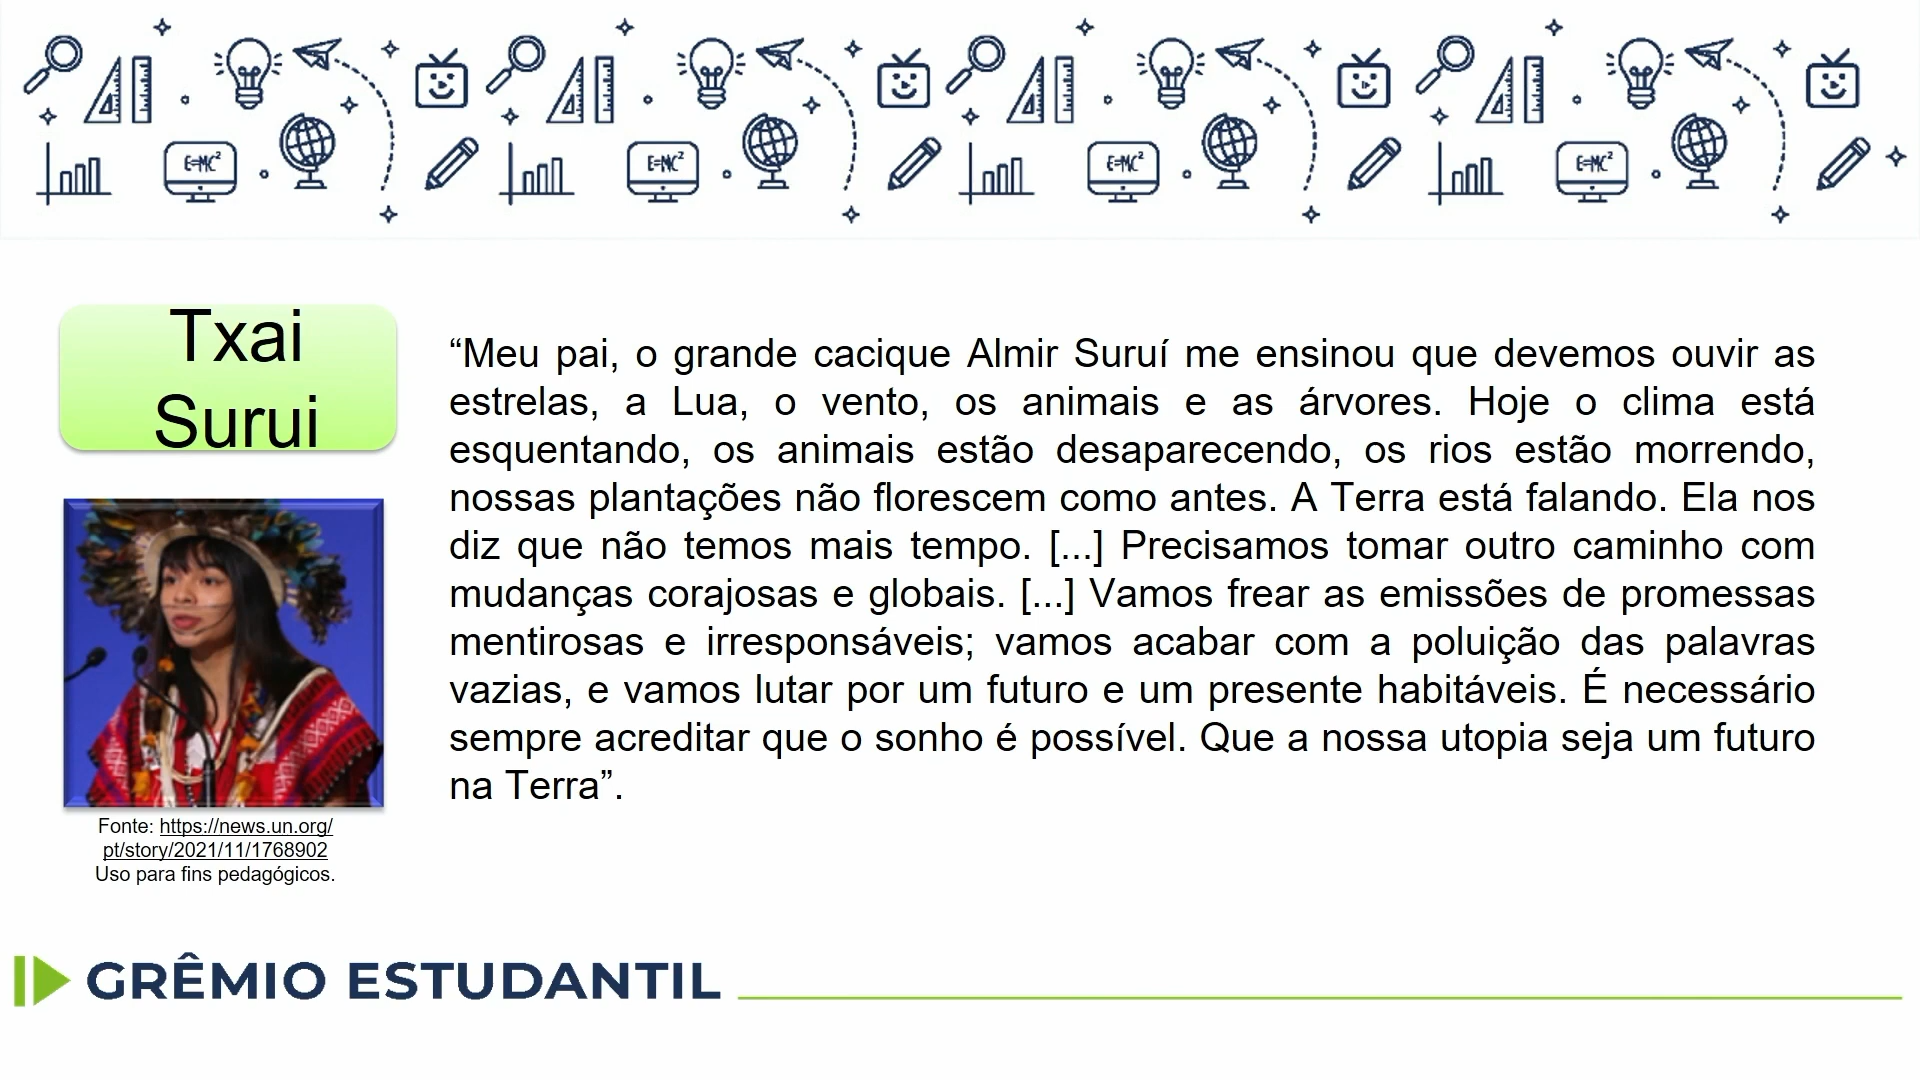 E=MC²
E=MC²
E=MC²
E=MC²
Txai
Surui
“Meu pai, o grande cacique Almir Suruí me ensinou que devemos ouvir as
estrelas, a Lua, o vento, os animais e as árvores. Hoje o clima está
esquentando, os animais estão desaparecendo, os rios estão morrendo,
nossas plantações não florescem como antes. A Terra está falando. Ela nos
diz que não temos mais tempo. [...] Precisamos tomar outro caminho com
mudanças corajosas e globais. [...] Vamos frear as emissões de promessas
mentirosas e irresponsáveis; vamos acabar com a poluição das palavras
vazias, e vamos lutar por um futuro e um presente habitáveis. É necessário
sempre acreditar que o sonho é possível. Que a nossa utopia seja um futuro
na Terra”.
Fonte: https://news.un.org/
pt/story/2021/11/1768902
Uso para fins pedagógicos.
GRÊMIO ESTUDANTIL